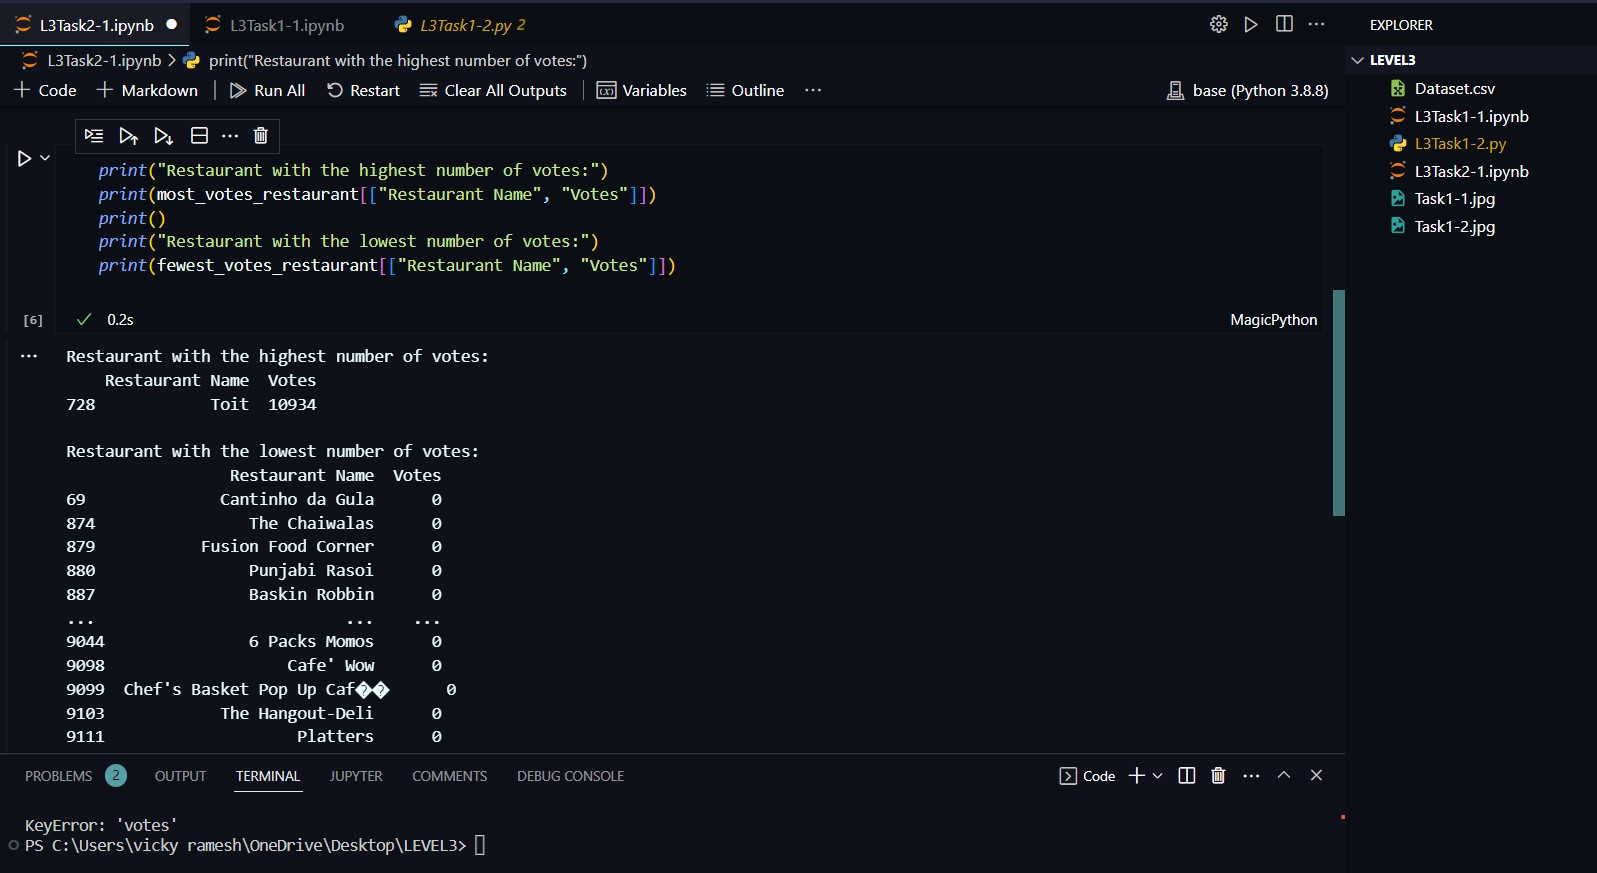 L3Task2-1.ipynb ● L3Task1-1.ipynb L3Task1-2.py 2 ···
L3Task2-1.ipynb > print("Restaurant with the highest number of votes:")
+ Code + Markdown | Run All Restart Clear All Outputs | Variables Outline ··· base (Python 3.8.8)
print("Restaurant with the highest number of votes:")
print(most_votes_restaurant[["Restaurant Name", "Votes"]])
print()
print("Restaurant with the lowest number of votes:")
print(fewest_votes_restaurant[["Restaurant Name", "Votes"]])
[6] ✓ 0.2s MagicPython
··· Restaurant with the highest number of votes:
Restaurant Name Votes
728 Toit 10934
Restaurant with the lowest number of votes:
Restaurant Name Votes
69 Cantinho da Gula 0
874 The Chaiwalas 0
879 Fusion Food Corner 0
880 Punjabi Rasoi 0
887 Baskin Robbin 0
... ... ...
9044 6 Packs Momos 0
9098 Cafe' Wow 0
9099 Chef's Basket Pop Up Caf�� 0
9103 The Hangout-Deli 0
9111 Platters 0
PROBLEMS 2 OUTPUT TERMINAL JUPYTER COMMENTS DEBUG CONSOLE Code
KeyError: 'votes'
PS C:\Users\vicky ramesh\OneDrive\Desktop\LEVEL3>
EXPLORER
LEVEL3
Dataset.csv
L3Task1-1.ipynb
L3Task1-2.py
L3Task2-1.ipynb
Task1-1.jpg
Task1-2.jpg